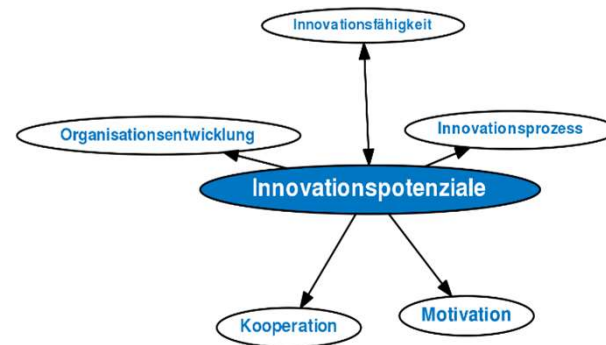 Innovationsfähigkeit
Organisationsentwicklung
Innovationsprozess
Innovationspotenziale
Kooperation
Motivation